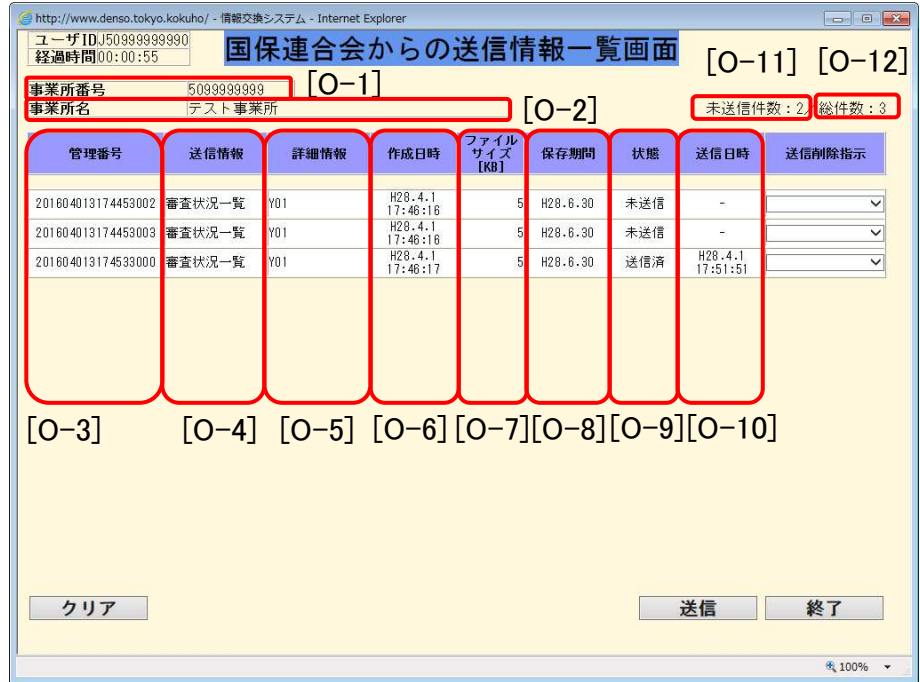 http://www.denso.tokyo.kokuho/ - 情報交換システム - Internet Explorer
ユーザID J50999999990
経過時間 00:00:55
国保連合会からの送信情報一覧画面
[O-11] [O-12]
事業所番号 5099999999 [O-1]
事業所名 テスト事業所 [O-2] 未送信件数:2/総件数:3
管理番号 送信情報 詳細情報 作成日時 ファイルサイズ[KB] 保存期間 状態 送信日時 送信削除指示
201604013174453002 審査状況一覧 Y01 H28.4.1 17:46:16 5 H28.6.30 未送信 -
201604013174453003 審査状況一覧 Y01 H28.4.1 17:46:16 5 H28.6.30 未送信 -
201604013174533000 審査状況一覧 Y01 H28.4.1 17:46:17 5 H28.6.30 送信済 H28.4.1 17:51:51
[O-3] [O-4] [O-5] [O-6] [O-7] [O-8] [O-9] [O-10]
クリア 送信 終了
100%